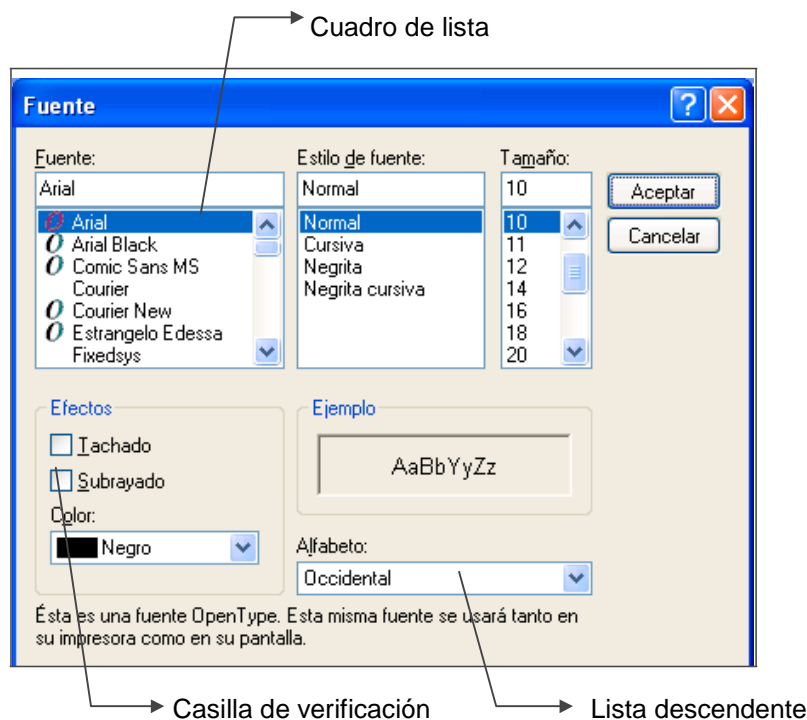 Cuadro de lista
Fuente
Fuente:
Arial
Arial
Arial Black
Comic Sans MS
Courier
Courier New
Estrangelo Edessa
Fixedsys
Estilo de fuente:
Normal
Normal
Cursiva
Negrita
Negrita cursiva
Tamaño:
10
10
11
12
14
16
18
20
Aceptar
Cancelar
Efectos
Tachado
Subrayado
Color:
Negro
Ejemplo
AaBbYyZz
Alfabeto:
Occidental
Ésta es una fuente OpenType. Esta misma fuente se usará tanto en
su impresora como en su pantalla.
Casilla de verificación
Lista descendente